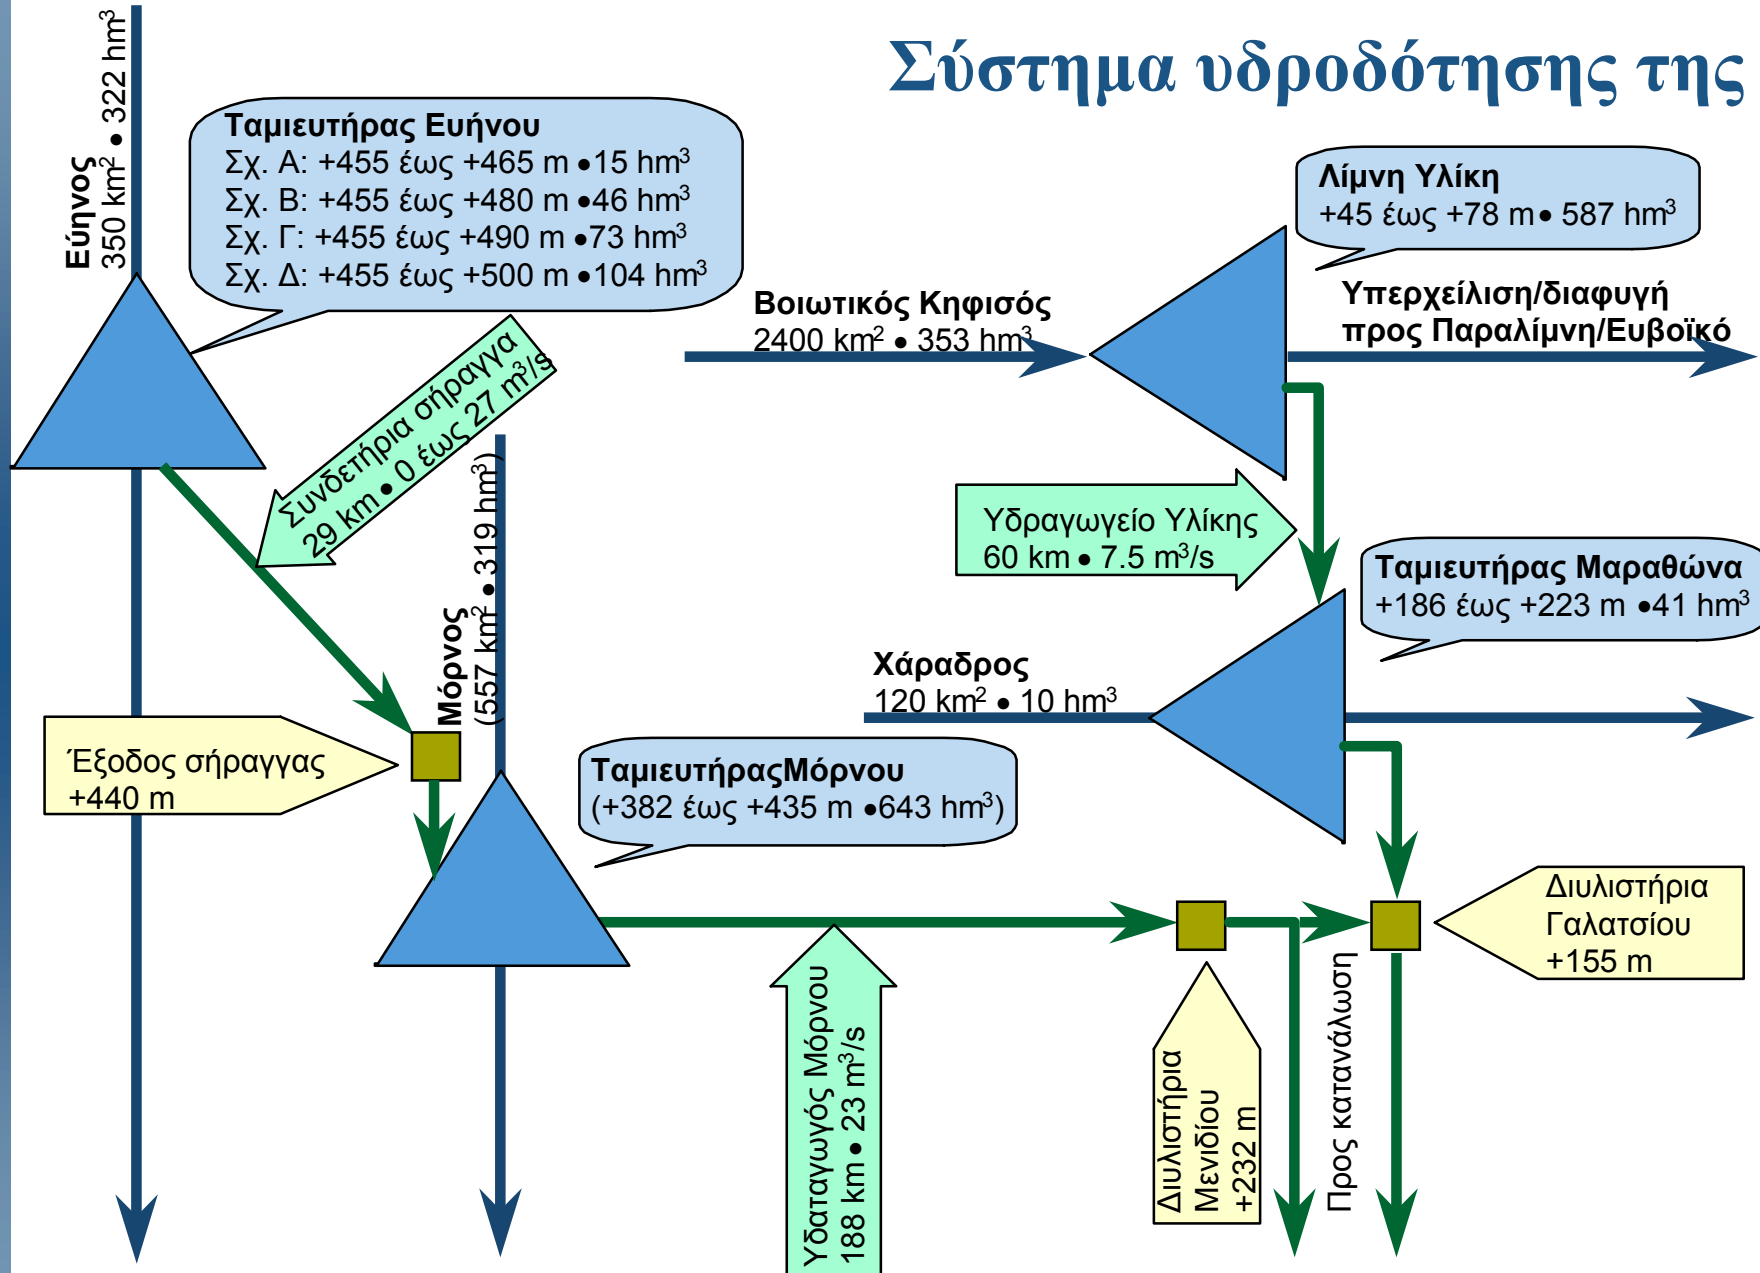 Σύστημα υδροδότησης της
Εύηνος
350 km² • 322 hm³
Ταμιευτήρας Ευήνου
Σχ. Α: +455 έως +465 m •15 hm³
Σχ. Β: +455 έως +480 m •46 hm³
Σχ. Γ: +455 έως +490 m •73 hm³
Σχ. Δ: +455 έως +500 m •104 hm³
Λίμνη Υλίκη
+45 έως +78 m• 587 hm³
Βοιωτικός Κηφισός
2400 km² • 353 hm³
Υπερχείλιση/διαφυγή
προς Παραλίμνη/Ευβοϊκό
Συνδετήρια σήραγγα
29 km • 0 έως 27 m³/s
Μόρνος
(557 km² • 319 hm³)
Υδραγωγείο Υλίκης
60 km • 7.5 m³/s
Ταμιευτήρας Μαραθώνα
+186 έως +223 m •41 hm³
Χάραδρος
120 km² • 10 hm³
Έξοδος σήραγγας
+440 m
ΤαμιευτήραςΜόρνου
(+382 έως +435 m •643 hm³)
Διυλιστήρια
Γαλατσίου
+155 m
Υδαταγωγός Μόρνου
188 km • 23 m³/s
Διυλιστήρια
Μενιδίου
+232 m
Προς κατανάλωση